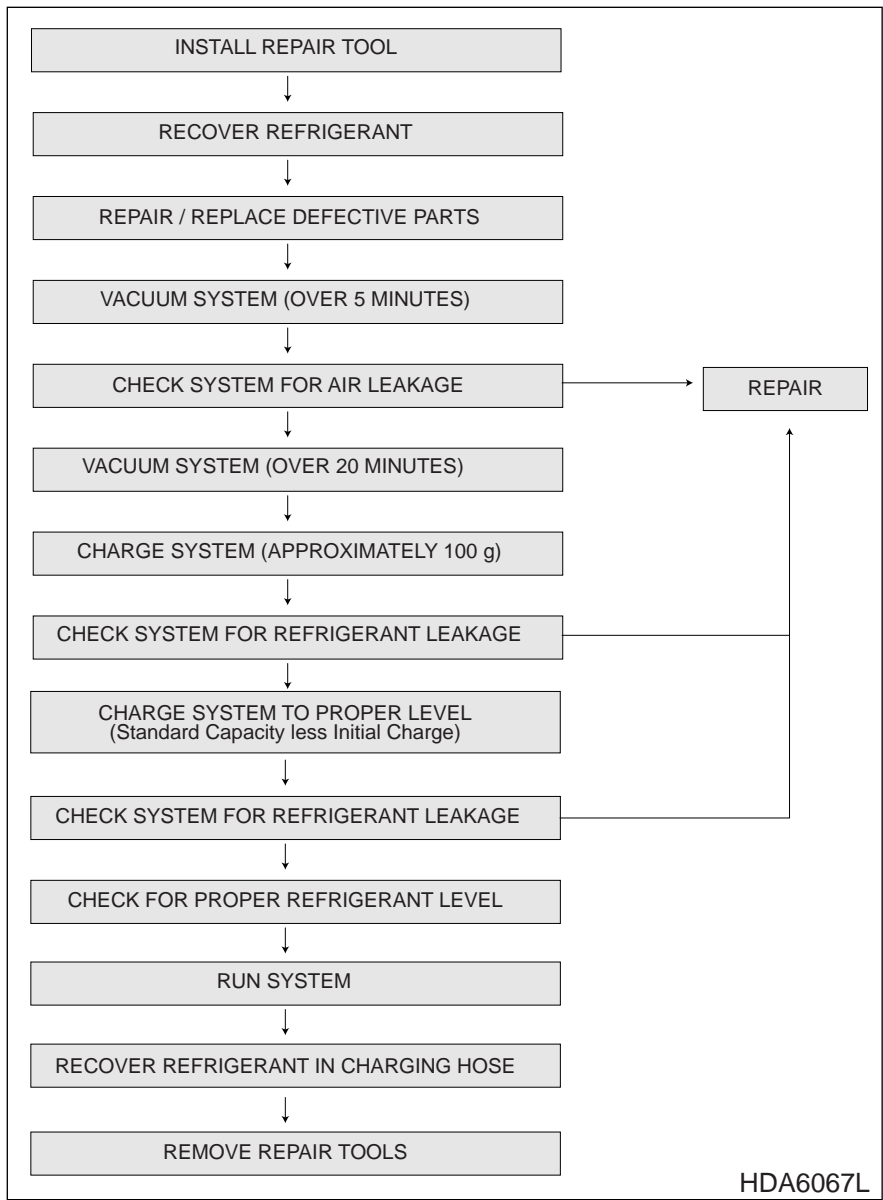 INSTALL REPAIR TOOL
RECOVER REFRIGERANT
REPAIR / REPLACE DEFECTIVE PARTS
VACUUM SYSTEM (OVER 5 MINUTES)
CHECK SYSTEM FOR AIR LEAKAGE
REPAIR
VACUUM SYSTEM (OVER 20 MINUTES)
CHARGE SYSTEM (APPROXIMATELY 100 g)
CHECK SYSTEM FOR REFRIGERANT LEAKAGE
CHARGE SYSTEM TO PROPER LEVEL
(Standard Capacity less Initial Charge)
CHECK SYSTEM FOR REFRIGERANT LEAKAGE
CHECK FOR PROPER REFRIGERANT LEVEL
RUN SYSTEM
RECOVER REFRIGERANT IN CHARGING HOSE
REMOVE REPAIR TOOLS
HDA6067L